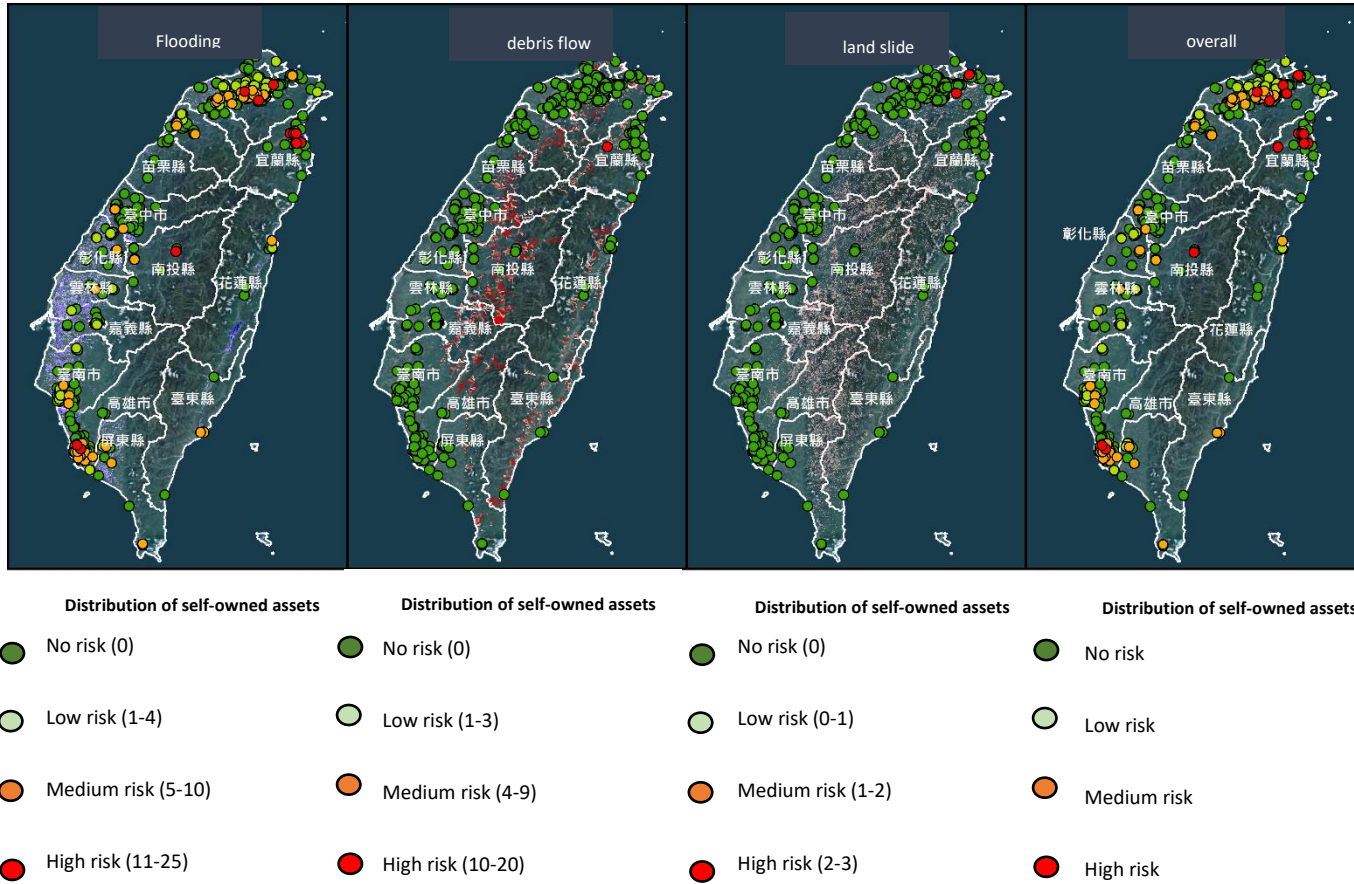 Flooding
debris flow
land slide
overall
苗栗縣
宜蘭縣
臺中市
彰化縣
南投縣
雲林縣
嘉義縣
臺南市
高雄市
臺東縣
屏東縣
苗栗縣
宜蘭縣
臺中市
彰化縣
南投縣
花蓮縣
雲林縣
嘉義縣
臺南市
高雄市
臺東縣
屏東縣
苗栗縣
宜蘭縣
臺中市
彰化縣
南投縣
花蓮縣
雲林縣
嘉義縣
臺南市
高雄市
臺東縣
屏東縣
苗栗縣
宜蘭縣
臺中市
彰化縣
南投縣
雲林縣
花蓮縣
嘉義縣
臺南市
高雄市
臺東縣
屏東縣
Distribution of self-owned assets
Distribution of self-owned assets
Distribution of self-owned assets
Distribution of self-owned assets
No risk (0)
No risk (0)
No risk (0)
No risk
Low risk (1-4)
Low risk (1-3)
Low risk (0-1)
Low risk
Medium risk (5-10)
Medium risk (4-9)
Medium risk (1-2)
Medium risk
High risk (11-25)
High risk (10-20)
High risk (2-3)
High risk